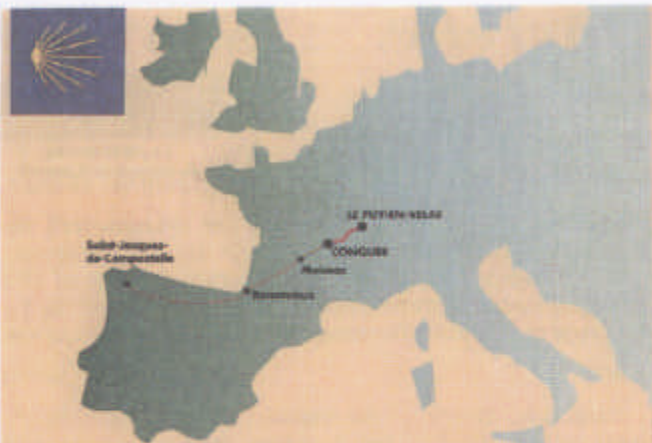 LE PUY-EN-VELAY
Saint-Jacques-
de-Compostelle
CONQUES
Moissac
Roncevaux